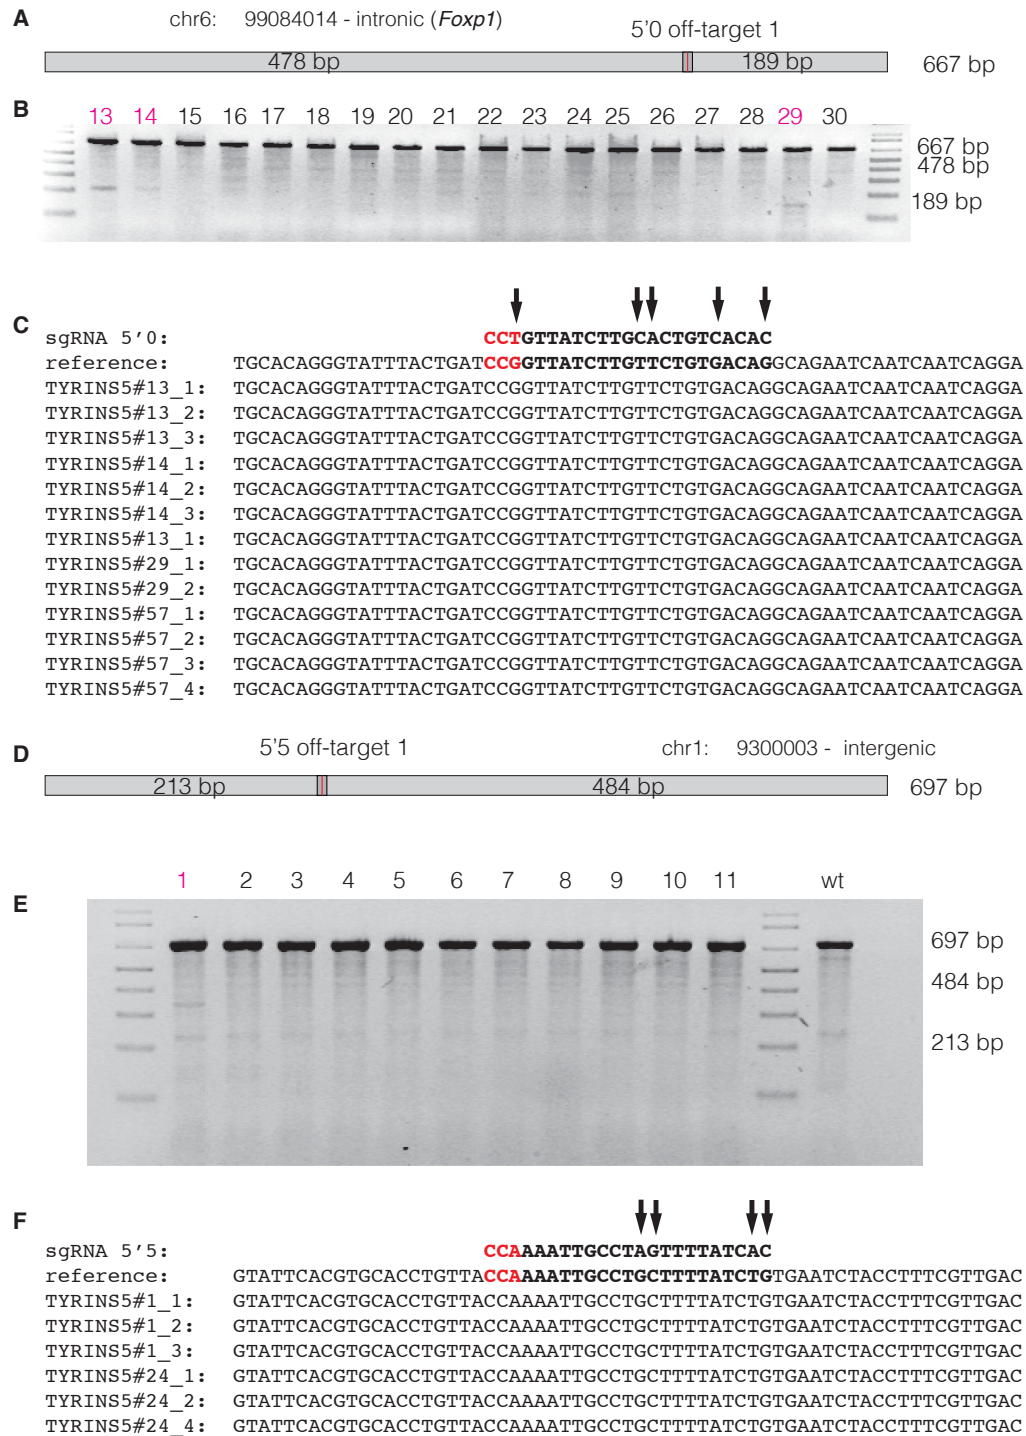 A
chr6: 99084014 - intronic (Foxp1)
5'0 off-target 1
478 bp 189 bp 667 bp
B
13 14 15 16 17 18 19 20 21 22 23 24 25 26 27 28 29 30
667 bp
478 bp
189 bp
C
sgRNA 5'0: CCTGTTATCTTGCACTGTCACAC
reference: TGCACAGGGTATTTACTGATCCGGTTATCTTGTTCTGTGACAGGCAGAATCAATCAATCAGGA
TYRINS5#13_1: TGCACAGGGTATTTACTGATCCGGTTATCTTGTTCTGTGACAGGCAGAATCAATCAATCAGGA
TYRINS5#13_2: TGCACAGGGTATTTACTGATCCGGTTATCTTGTTCTGTGACAGGCAGAATCAATCAATCAGGA
TYRINS5#13_3: TGCACAGGGTATTTACTGATCCGGTTATCTTGTTCTGTGACAGGCAGAATCAATCAATCAGGA
TYRINS5#14_1: TGCACAGGGTATTTACTGATCCGGTTATCTTGTTCTGTGACAGGCAGAATCAATCAATCAGGA
TYRINS5#14_2: TGCACAGGGTATTTACTGATCCGGTTATCTTGTTCTGTGACAGGCAGAATCAATCAATCAGGA
TYRINS5#14_3: TGCACAGGGTATTTACTGATCCGGTTATCTTGTTCTGTGACAGGCAGAATCAATCAATCAGGA
TYRINS5#13_1: TGCACAGGGTATTTACTGATCCGGTTATCTTGTTCTGTGACAGGCAGAATCAATCAATCAGGA
TYRINS5#29_1: TGCACAGGGTATTTACTGATCCGGTTATCTTGTTCTGTGACAGGCAGAATCAATCAATCAGGA
TYRINS5#29_2: TGCACAGGGTATTTACTGATCCGGTTATCTTGTTCTGTGACAGGCAGAATCAATCAATCAGGA
TYRINS5#57_1: TGCACAGGGTATTTACTGATCCGGTTATCTTGTTCTGTGACAGGCAGAATCAATCAATCAGGA
TYRINS5#57_2: TGCACAGGGTATTTACTGATCCGGTTATCTTGTTCTGTGACAGGCAGAATCAATCAATCAGGA
TYRINS5#57_3: TGCACAGGGTATTTACTGATCCGGTTATCTTGTTCTGTGACAGGCAGAATCAATCAATCAGGA
TYRINS5#57_4: TGCACAGGGTATTTACTGATCCGGTTATCTTGTTCTGTGACAGGCAGAATCAATCAATCAGGA
D
5'5 off-target 1 chr1: 9300003 - intergenic
213 bp 484 bp 697 bp
E
1 2 3 4 5 6 7 8 9 10 11 wt
697 bp
484 bp
213 bp
F
sgRNA 5'5: CCAAAATTGCCTAGTTTTATCAC
reference: GTATTCACGTGCACCTGTTACCAAAATTGCCTGCTTTTATCTGTGAATCTACCTTTCGTTGAC
TYRINS5#1_1: GTATTCACGTGCACCTGTTACCAAAATTGCCTGCTTTTATCTGTGAATCTACCTTTCGTTGAC
TYRINS5#1_2: GTATTCACGTGCACCTGTTACCAAAATTGCCTGCTTTTATCTGTGAATCTACCTTTCGTTGAC
TYRINS5#1_3: GTATTCACGTGCACCTGTTACCAAAATTGCCTGCTTTTATCTGTGAATCTACCTTTCGTTGAC
TYRINS5#24_1: GTATTCACGTGCACCTGTTACCAAAATTGCCTGCTTTTATCTGTGAATCTACCTTTCGTTGAC
TYRINS5#24_2: GTATTCACGTGCACCTGTTACCAAAATTGCCTGCTTTTATCTGTGAATCTACCTTTCGTTGAC
TYRINS5#24_4: GTATTCACGTGCACCTGTTACCAAAATTGCCTGCTTTTATCTGTGAATCTACCTTTCGTTGAC